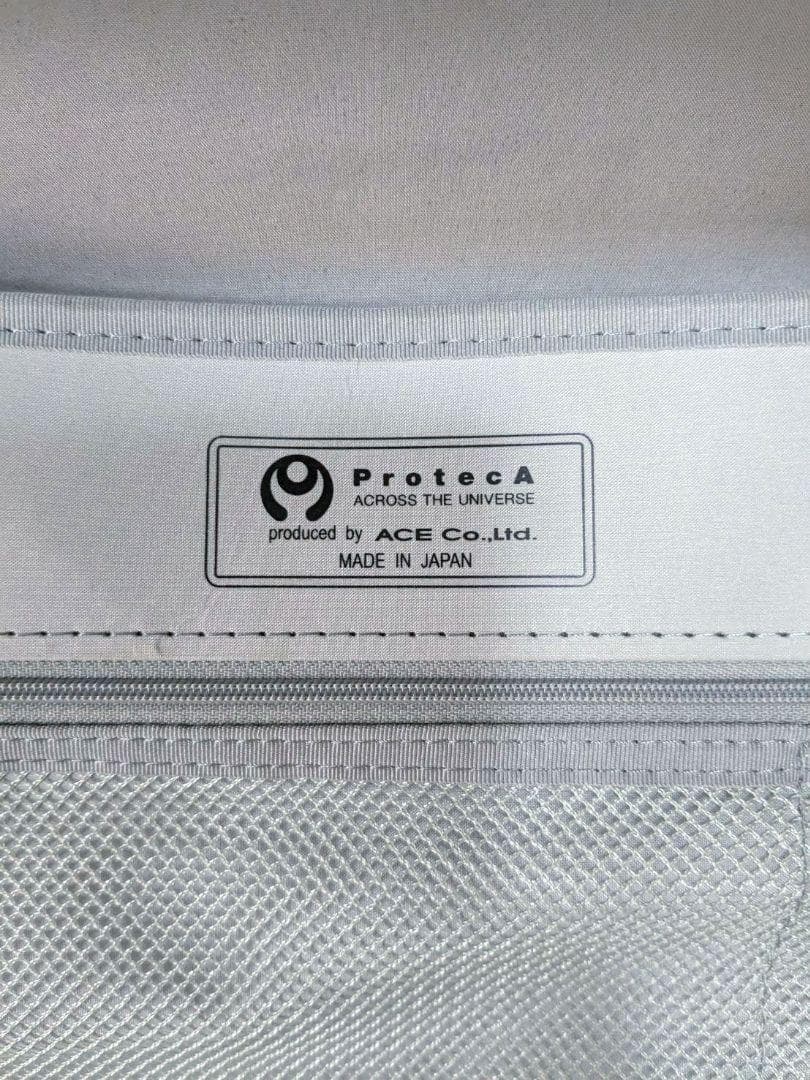 ProtecA
ACROSS THE UNIVERSE
produced by ACE Co.,Ltd.
MADE IN JAPAN